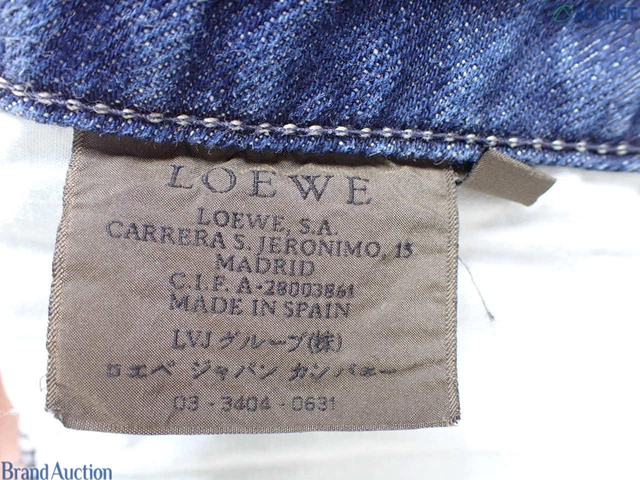 LOEWE
LOEWE, S.A.
CARRERA S. JERONIMO, 15
MADRID
C.I.F. A-28003861
MADE IN SPAIN
LVJ グループ(株)
ロエベ ジャパン カンパニー
03 - 3404 - 0631
Brand Auction